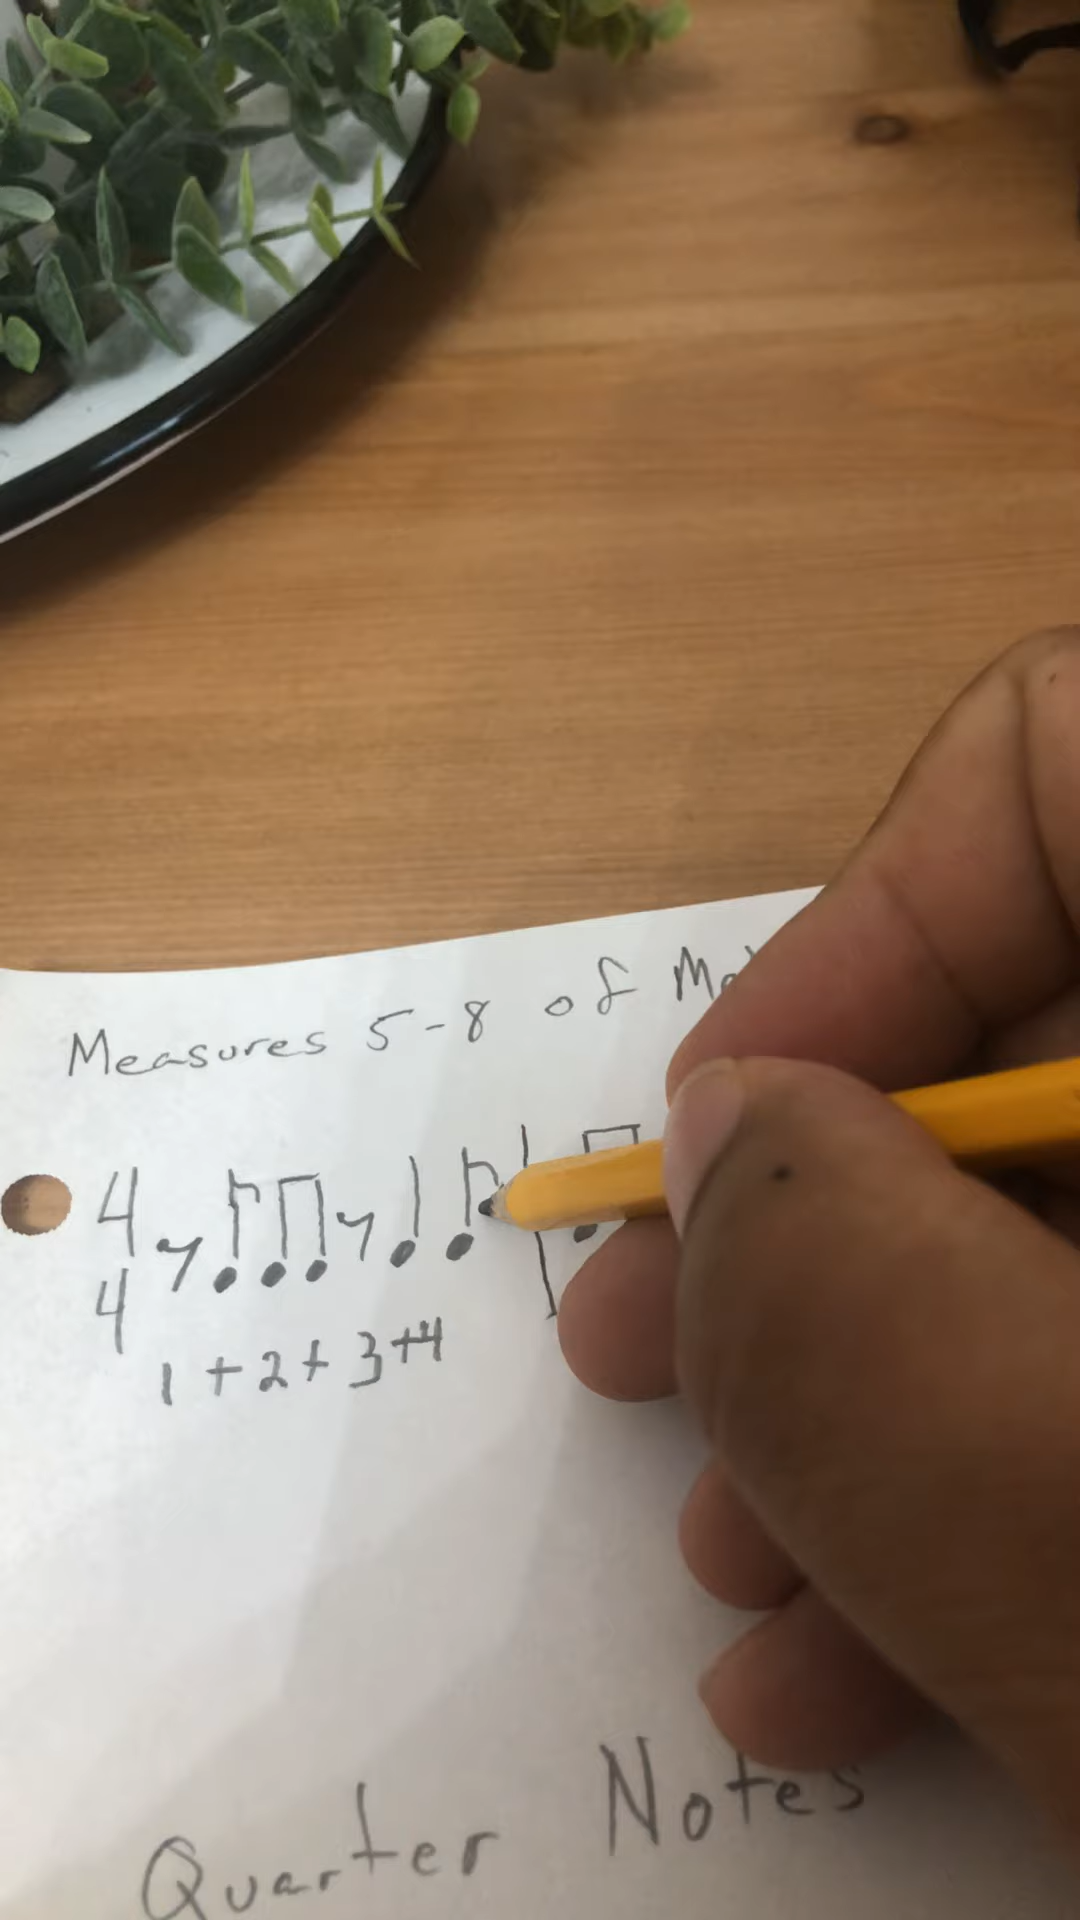 Measures 5-8 of
4
4
1 + 2 + 3 + 4
Quarter Notes